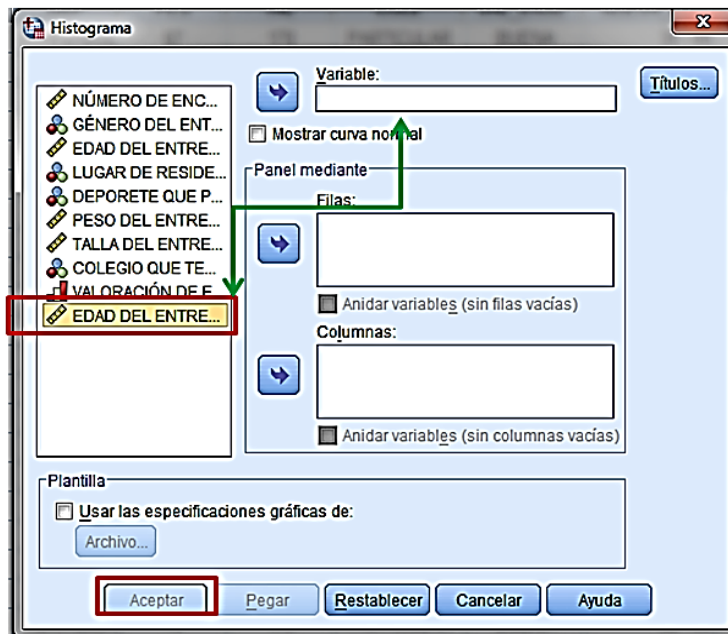 Histograma
Variable:
Títulos...
NÚMERO DE ENC...
GÉNERO DEL ENT...
EDAD DEL ENTRE...
LUGAR DE RESIDE...
DEPORETE QUE P...
PESO DEL ENTRE...
TALLA DEL ENTRE...
COLEGIO QUE TE...
VALORACIÓN DE E...
EDAD DEL ENTRE...
Mostrar curva normal
Panel mediante
Filas:
Anidar variables (sin filas vacías)
Columnas:
Anidar variables (sin columnas vacías)
Plantilla
Usar las especificaciones gráficas de:
Archivo...
Aceptar
Pegar
Restablecer
Cancelar
Ayuda